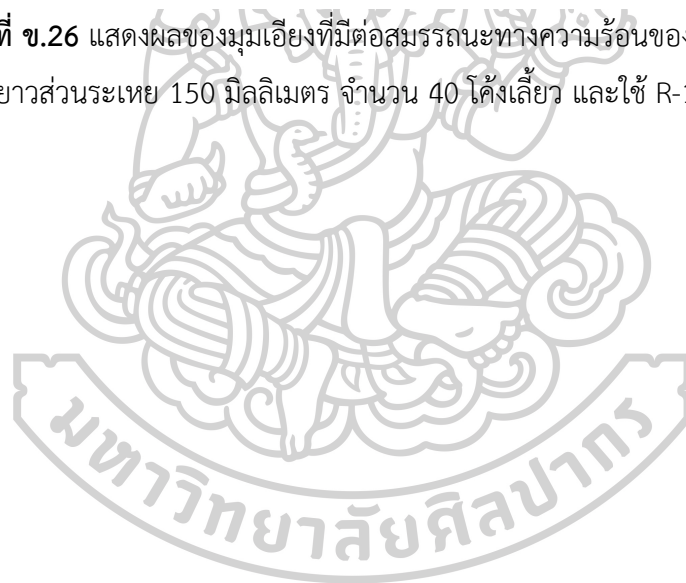 ที่ ข.26 แสดงผลของมุมเอียงที่มีต่อสมรรถนะทางความร้อนของ
ยาวส่วนระเหย 150 มิลลิเมตร จำนวน 40 โค้งเลี้ยว และใช้
มหาวิทยาลัยศิลปากร